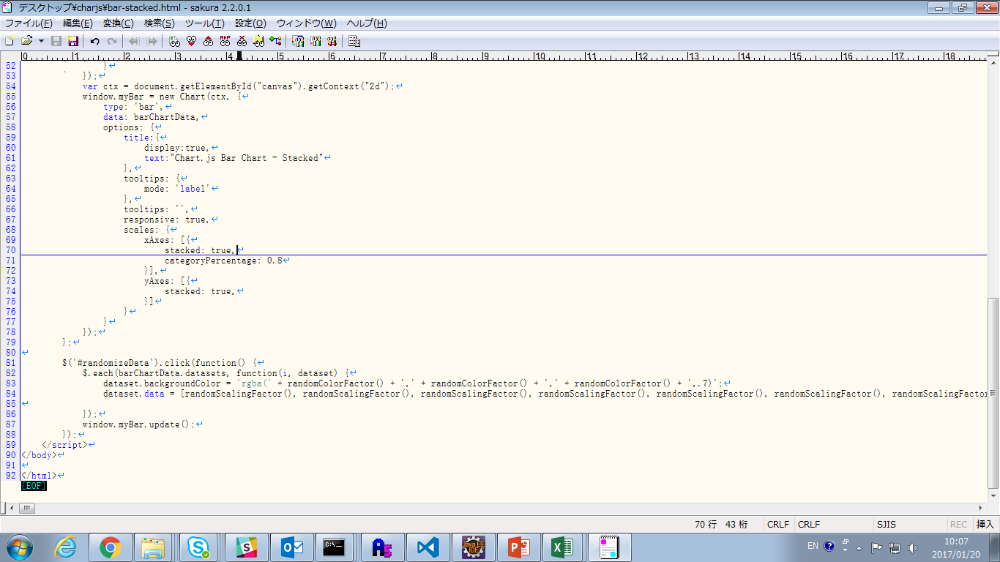 デスクトップ¥charjs¥bar-stacked.html - sakura 2.2.0.1
ファイル(F) 編集(E) 変換(C) 検索(S) ツール(T) 設定(O) ウィンドウ(W) ヘルプ(H)
0 1 2 3 4 5 6 7 8 9 10 11 12 13 14 15 16 17 18
52 ^ ^ }
53 ^ });
54 var ctx = document.getElementById("canvas").getContext("2d");
55 window.myBar = new Chart(ctx, {
56 type: 'bar',
57 data: barChartData,
58 options: {
59 title:{
60 display:true,
61 text:"Chart.js Bar Chart - Stacked"
62 },
63 tooltips: {
64 mode: 'label'
65 },
66 tooltips: '',
67 responsive: true,
68 scales: {
69 xAxes: [{
70 stacked: true,
71 categoryPercentage: 0.8
72 }],
73 yAxes: [{
74 stacked: true,
75 }]
76 }
77 }
78 });
79 };
80
81 $('#randomizeData').click(function() {
82 $.each(barChartData.datasets, function(i, dataset) {
83 dataset.backgroundColor = 'rgba(' + randomColorFactor() + ',' + randomColorFactor() + ',' + randomColorFactor() + ',.7)';
84 dataset.data = [randomScalingFactor(), randomScalingFactor(), randomScalingFactor(), randomScalingFactor(), randomScalingFactor(), randomScalingFactor(), randomScalingFactor
85
86 });
87 window.myBar.update();
88 });
89 </script>
90 </body>
91
92 </html>
[EOF]
70 行 43 桁 CRLF CRLF SJIS REC 挿入
EN 10:07
2017/01/20